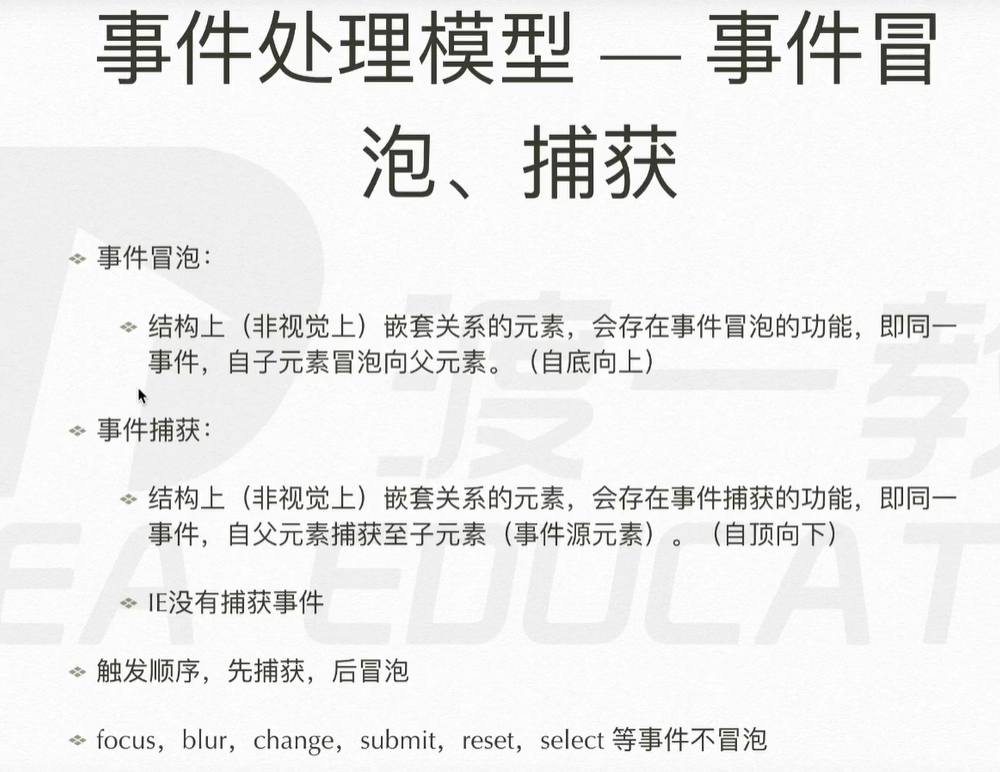 事件处理模型 — 事件冒
泡、捕获
事件冒泡：
结构上（非视觉上）嵌套关系的元素，会存在事件冒泡的功能，即同一
事件，自子元素冒泡向父元素。（自底向上）
事件捕获：
结构上（非视觉上）嵌套关系的元素，会存在事件捕获的功能，即同一
事件，自父元素捕获至子元素（事件源元素）。（自顶向下）
IE没有捕获事件
触发顺序，先捕获，后冒泡
focus，blur，change，submit，reset，select 等事件不冒泡
渡一教
EA EDUCAT